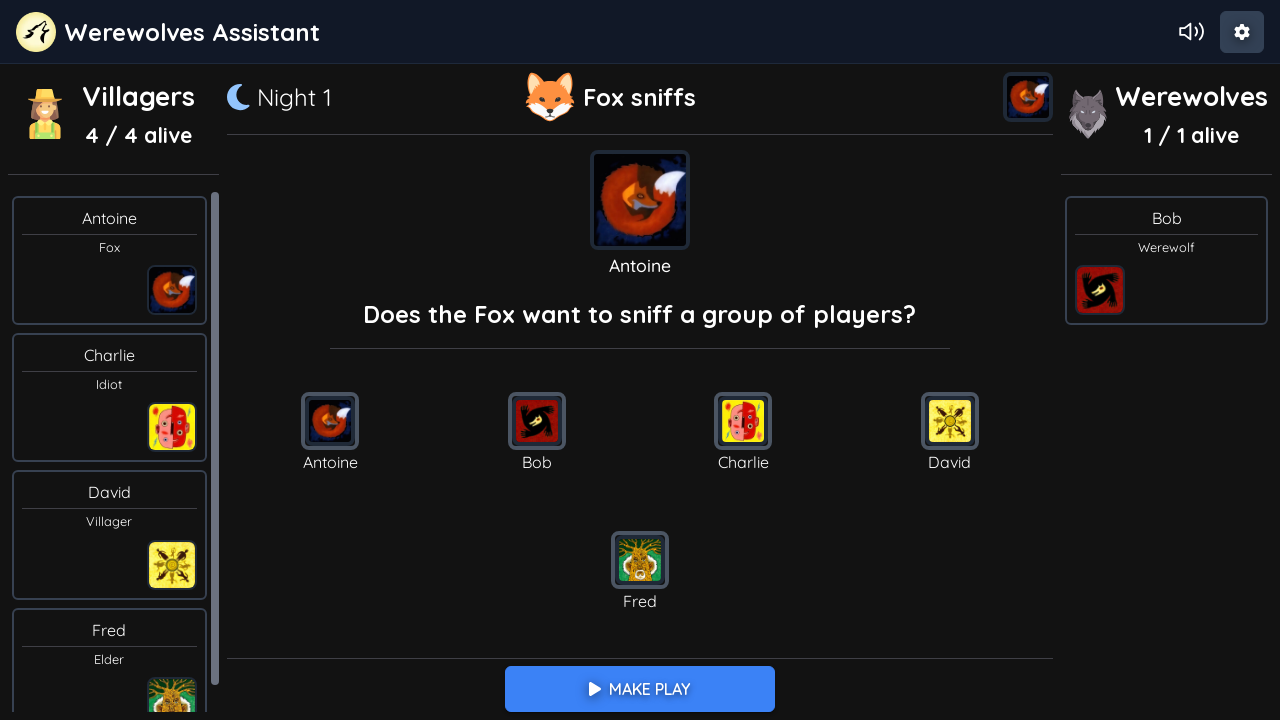 Werewolves Assistant
Villagers
4 / 4 alive
Antoine
Fox
Charlie
Idiot
David
Villager
Fred
Elder
Night 1
Fox sniffs
Antoine
Does the Fox want to sniff a group of players?
Antoine
Bob
Charlie
David
Fred
MAKE PLAY
Werewolves
1 / 1 alive
Bob
Werewolf